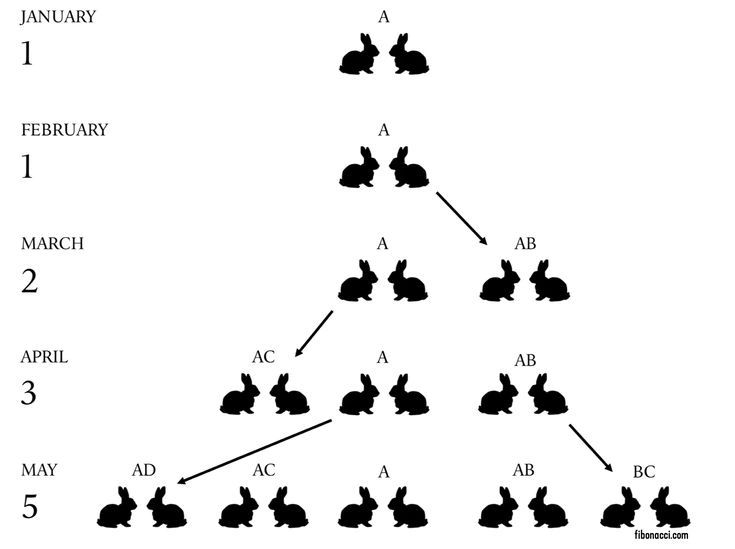 JANUARY
1
A
FEBRUARY
1
A
MARCH
2
A
AB
APRIL
3
AC
A
AB
MAY
5
AD
AC
A
AB
BC
fibonacci.com